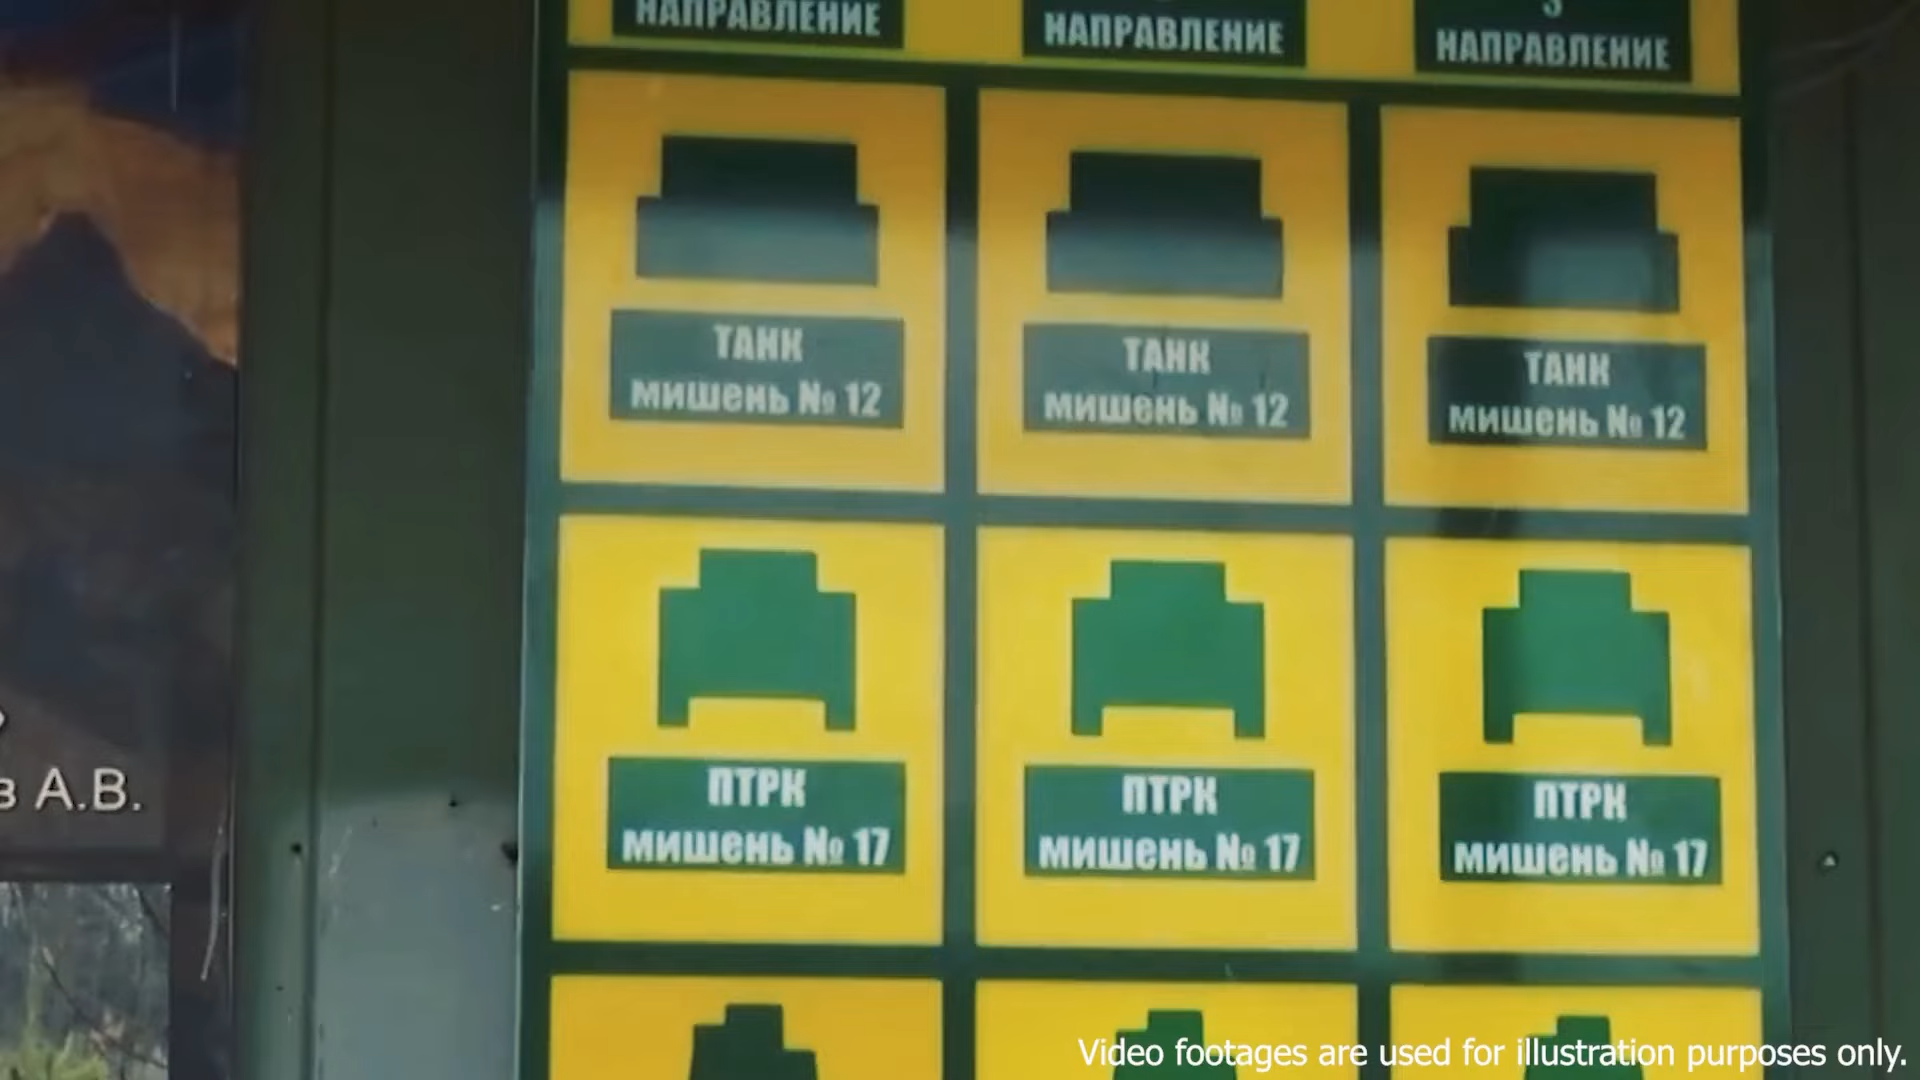 НАПРАВЛЕНИЕ
НАПРАВЛЕНИЕ
3
НАПРАВЛЕНИЕ
ТАНК
мишень № 12
ТАНК
мишень № 12
ТАНК
мишень № 12
ПТРК
мишень № 17
ПТРК
мишень № 17
ПТРК
мишень № 17
в А.В.
Video footages are used for illustration purposes only.